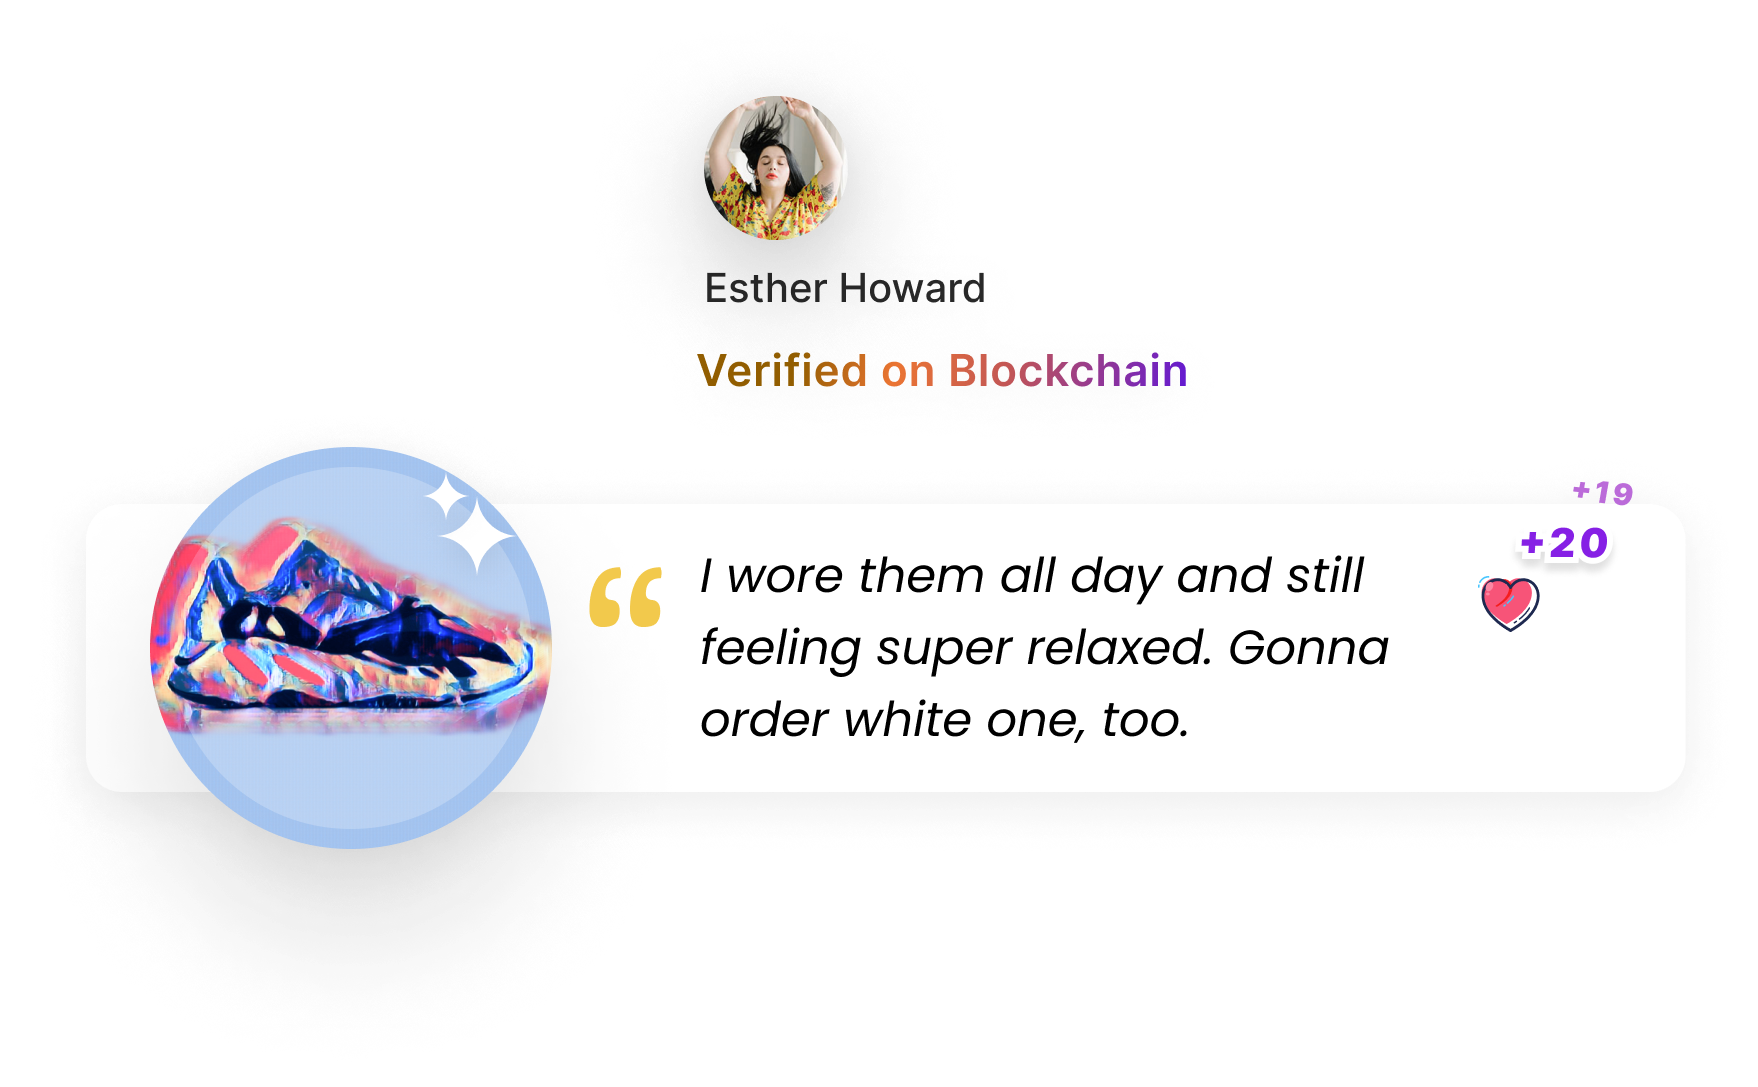 Esther Howard
Verified on Blockchain
+19
+20
“
I wore them all day and still
feeling super relaxed. Gonna
order white one, too.